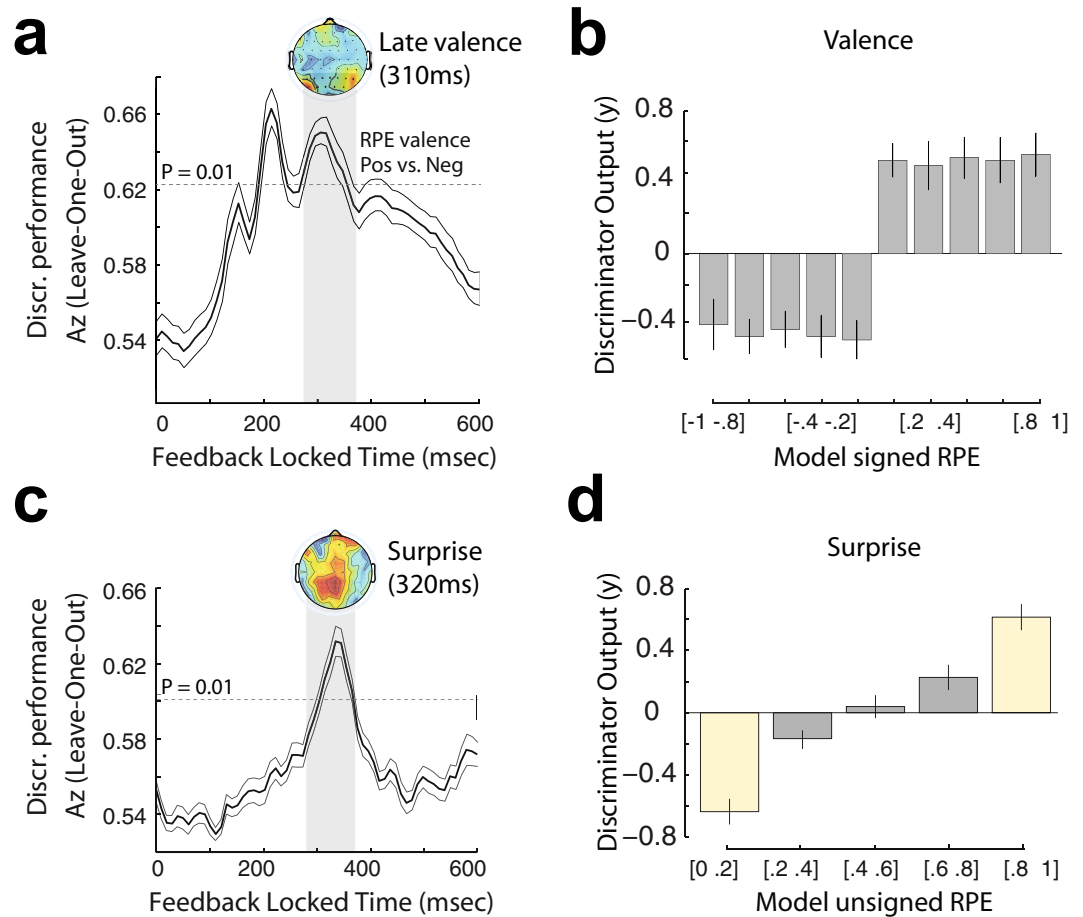 a
Late valence
(310ms)
Discr. performance
Az (Leave-One-Out)
0.66
0.62
0.58
0.54
P = 0.01
RPE valence
Pos vs. Neg
0 200 400 600
Feedback Locked Time (msec)
b
Valence
Discriminator Output (y)
0.8
0.4
0
−0.4
[-1 -.8] [-.4 -.2] [.2 .4] [.8 1]
Model signed RPE
c
Surprise
(320ms)
Discr. performance
Az (Leave-One-Out)
0.66
0.62
0.58
0.54
P = 0.01
0 200 400 600
Feedback Locked Time (msec)
d
Surprise
Discriminator Output (y)
0.8
0.4
0
−0.4
−0.8
[0 .2] [.2 .4] [.4 .6] [.6 .8] [.8 1]
Model unsigned RPE